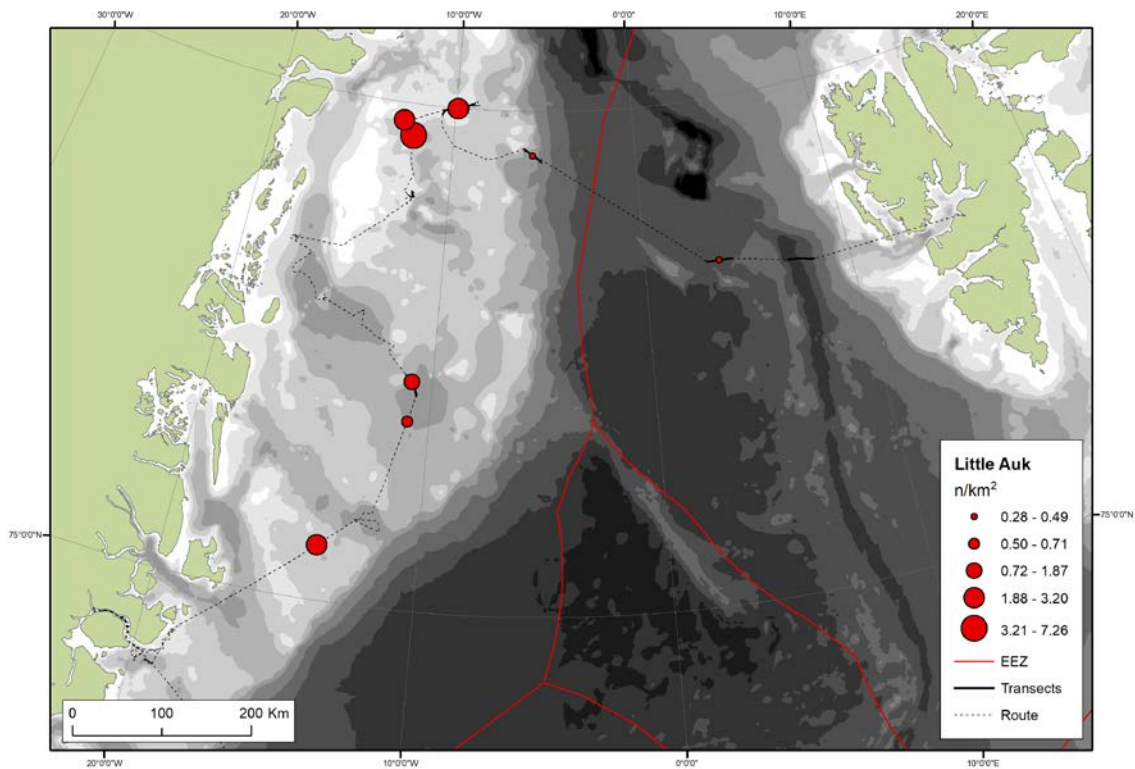 30°0'0"W 20°0'0"W 10°0'0"W 0°0'0" 10°0'0"E 20°0'0"E
75°0'0"N
75°0'0"N
Little Auk
n/km²
0.28 - 0.49
0.50 - 0.71
0.72 - 1.87
1.88 - 3.20
3.21 - 7.26
EEZ
Transects
Route
0 100 200 Km
20°0'0"W 10°0'0"W 0°0'0" 10°0'0"E